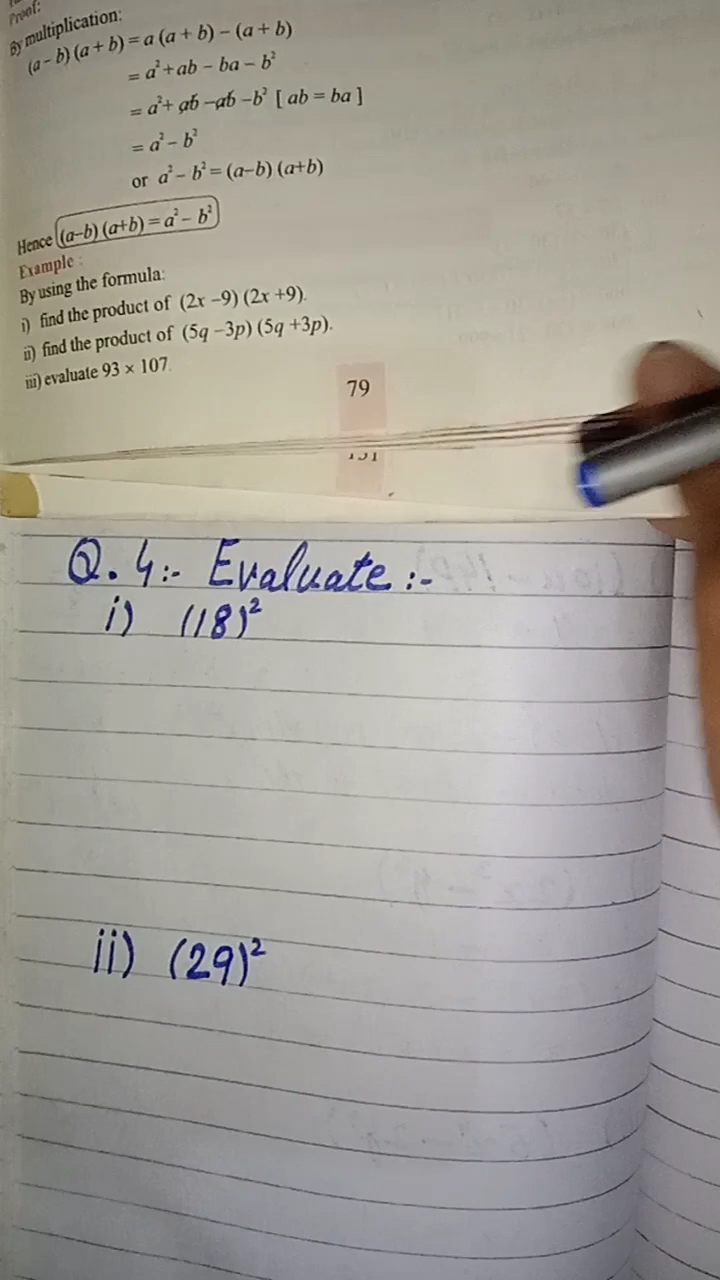 Proof:
By multiplication:
(a − b) (a + b) = a (a + b) − (a + b)
= a² + ab − ba − b²
= a² + ab − ab − b² [ ab = ba ]
= a² − b²
or a² − b² = (a−b) (a+b)
Hence (a−b) (a+b) = a² − b²
Example :
By using the formula:
i) find the product of (2x −9) (2x +9).
ii) find the product of (5q −3p) (5q +3p).
iii) evaluate 93 × 107.
79
Q.4:- Evaluate :-
i) (18)²
ii) (29)²